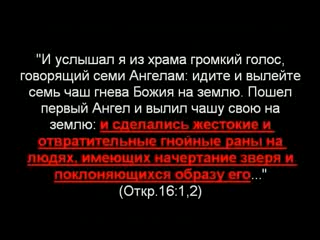 "И услышал я из храма громкий голос,
говорящий семи Ангелам: идите и вылейте
семь чаш гнева Божия на землю. Пошел
первый Ангел и вылил чашу свою на
землю: и сделались жестокие и
отвратительные гнойные раны на
людях, имеющих начертание зверя и
поклоняющихся образу его..."
(Откр.16:1,2)